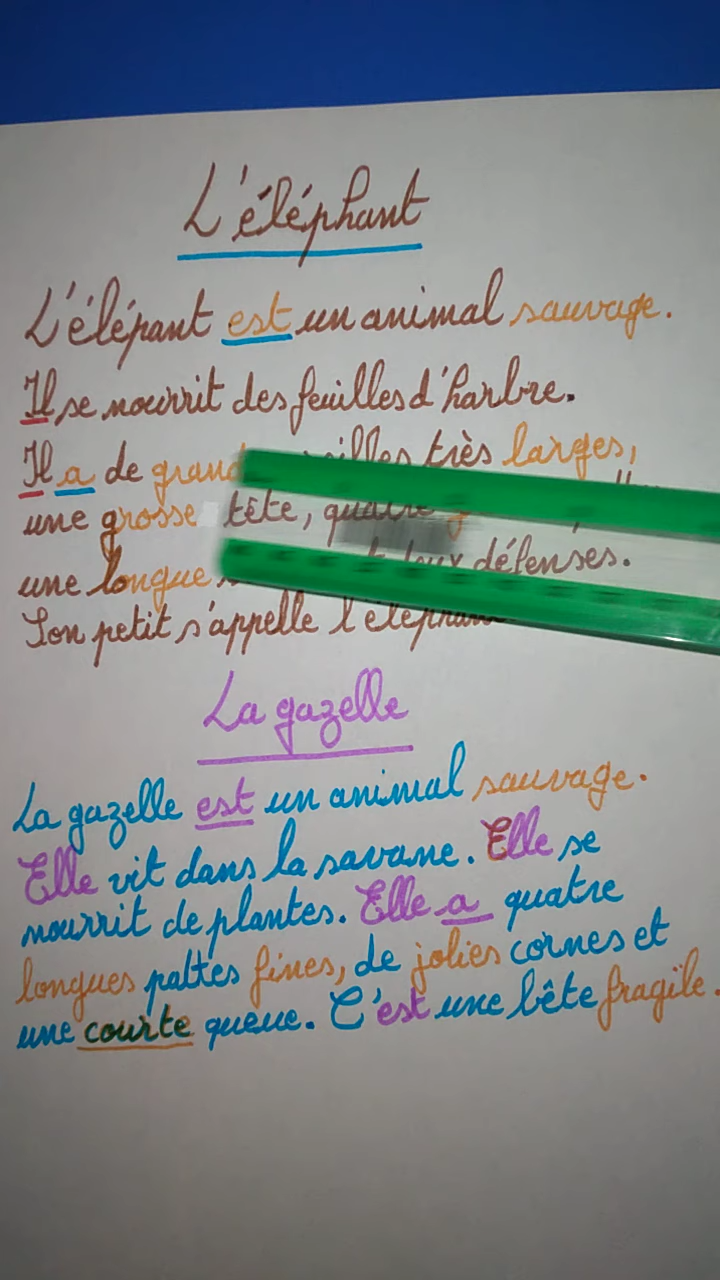 L'éléphant
L'élépant est un animal sauvage.
Il se nourrit des feuilles d'harbre.
Il a de très larges,
une grosse tête, quatre
une longue deux défenses.
Son petit s'appelle l'
La gazelle
La gazelle est un animal sauvage.
Elle vit dans la savane. Elle se
nourrit de plantes. Elle a quatre
longues pattes fines, de jolies cornes et
une courte queue. C'est une bête fragile.